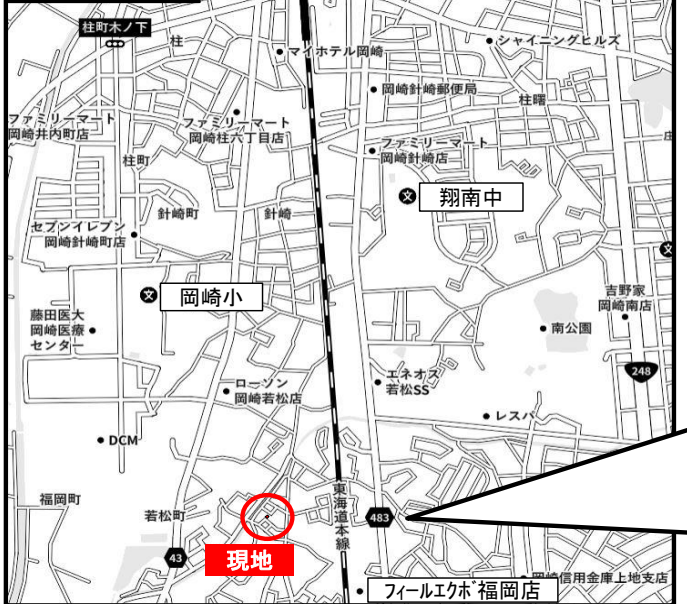 柱町木ノ下
柱
マイホテル岡崎
シャイニングヒルズ
岡崎針崎郵便局
柱曙
ファミリーマート
岡崎井内町店
ファミリーマート
岡崎柱六丁目店
ファミリーマート
岡崎針崎店
柱町
針崎町
針崎
文
翔南中
セブンイレブン
岡崎針崎町店
文
文
岡崎小
吉野家
岡崎南店
藤田医大
岡崎医療
センター
南公園
248
エネオス
若松SS
ローソン
岡崎若松店
レスパ
DCM
福岡町
若松町
東海道本線
483
43
現地
岡崎信用金庫上地支店
フィールエクボ福岡店